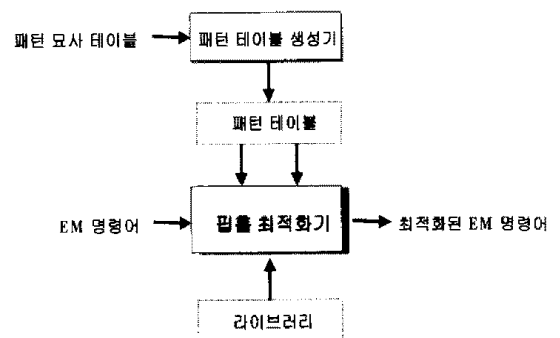 패턴 묘사 테이블
패턴 테이블 생성기
패턴 테이블
EM 명령어
핍홀 최적화기
최적화된 EM 명령어
라이브러리